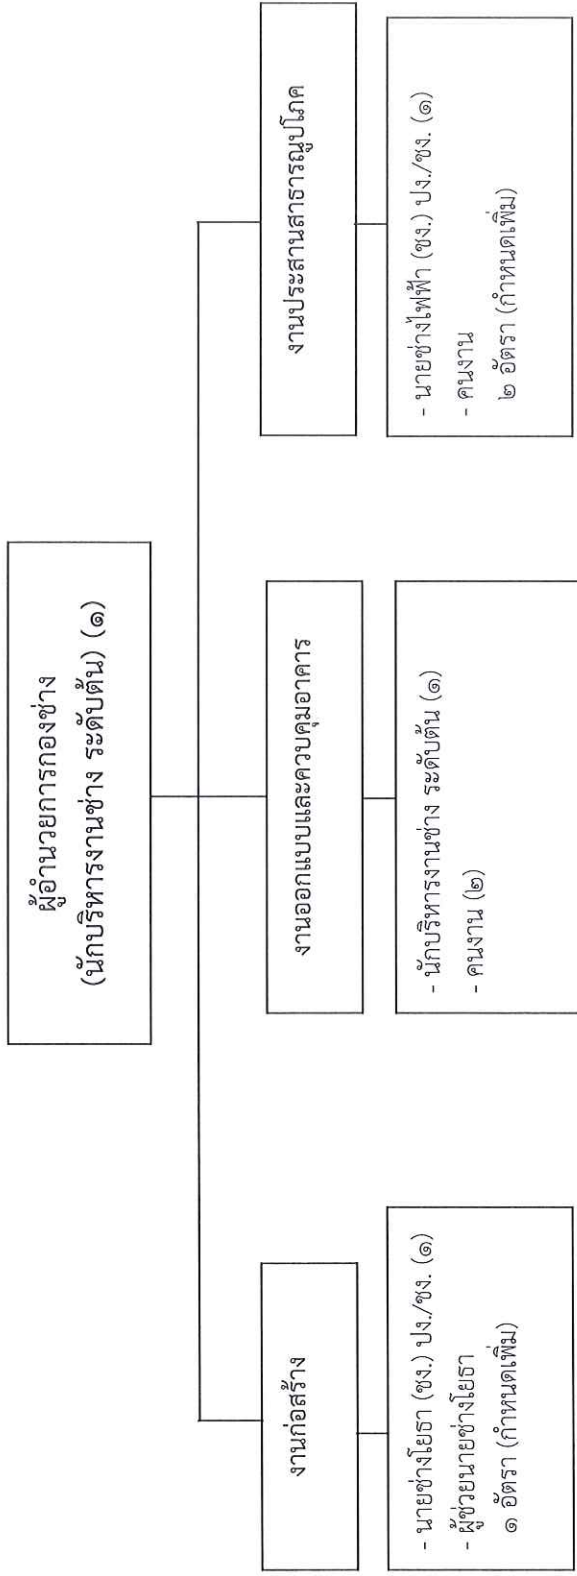 ผู้อำนวยการกองช่าง
(นักบริหารงานช่าง ระดับต้น) (๑)
งานก่อสร้าง
- นายช่างโยธา (ชง.) ปง./ชง. (๑)
- ผู้ช่วยนายช่างโยธา
๑ อัตรา (กำหนดเพิ่ม)
งานออกแบบและควบคุมอาคาร
- นักบริหารงานช่าง ระดับต้น (๑)
- คนงาน (๒)
งานประสานสาธารณูปโภค
- นายช่างไฟฟ้า (ชง.) ปง./ชง. (๑)
- คนงาน
๒ อัตรา (กำหนดเพิ่ม)